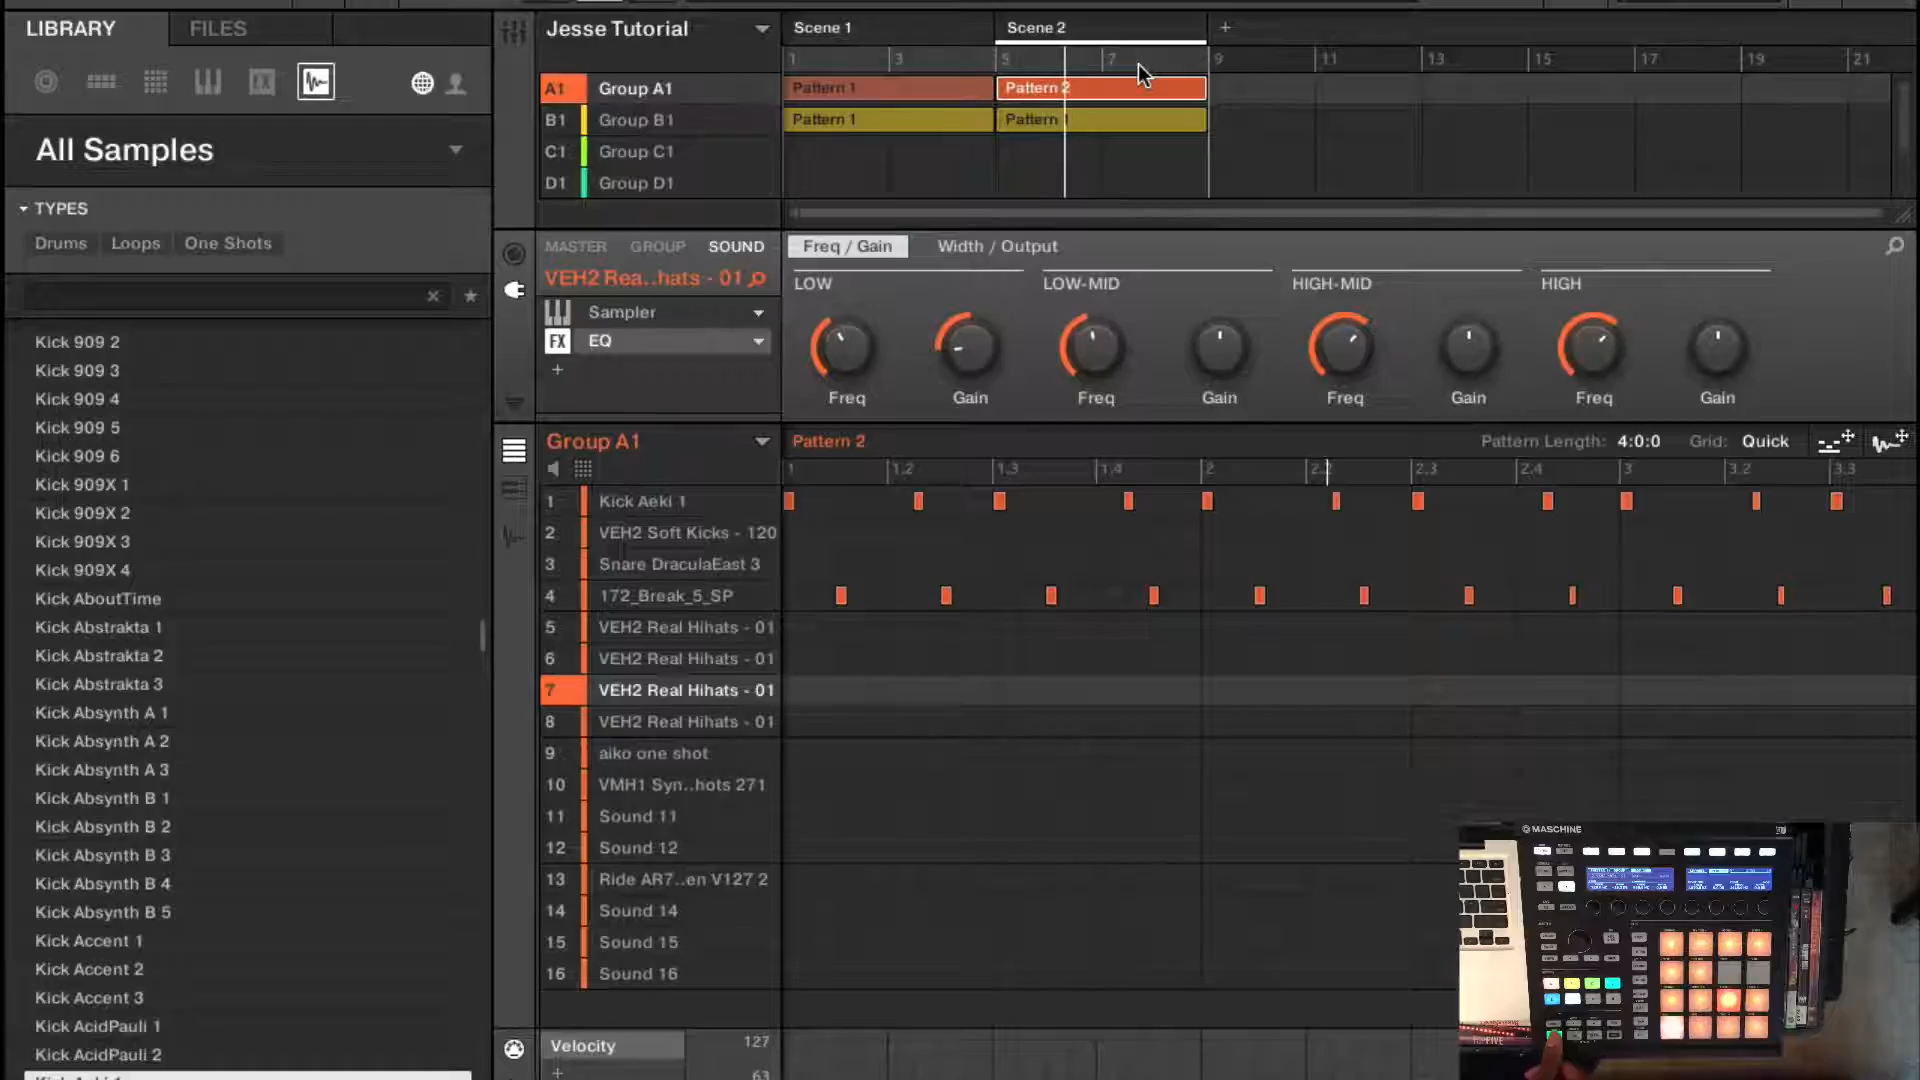 LIBRARY
FILES
All Samples
TYPES
Drums Loops One Shots
Kick 909 2
Kick 909 3
Kick 909 4
Kick 909 5
Kick 909 6
Kick 909X 1
Kick 909X 2
Kick 909X 3
Kick 909X 4
Kick AboutTime
Kick Abstrakta 1
Kick Abstrakta 2
Kick Abstrakta 3
Kick Absynth A 1
Kick Absynth A 2
Kick Absynth A 3
Kick Absynth B 1
Kick Absynth B 2
Kick Absynth B 3
Kick Absynth B 4
Kick Absynth B 5
Kick Accent 1
Kick Accent 2
Kick Accent 3
Kick AcidPauli 1
Kick AcidPauli 2
Jesse Tutorial
Scene 1 Scene 2 +
1 3 5 7 9 11 13 15 17 19 21
A1 Group A1 Pattern 1 Pattern 2
B1 Group B1 Pattern 1 Pattern 1
C1 Group C1
D1 Group D1
MASTER GROUP SOUND
VEH2 Rea..hats - 01
Sampler
FX EQ
+
Freq / Gain Width / Output
LOW LOW-MID HIGH-MID HIGH
Freq Gain Freq Gain Freq Gain Freq Gain
Group A1 Pattern 2 Pattern Length: 4:0:0 Grid: Quick
1 1.2 1.3 1.4 2 2.2 2.3 2.4 3 3.2 3.3
1 Kick Aeki 1
2 VEH2 Soft Kicks - 120
3 Snare DraculaEast 3
4 172_Break_5_SP
5 VEH2 Real Hihats - 01
6 VEH2 Real Hihats - 01
7 VEH2 Real Hihats - 01
8 VEH2 Real Hihats - 01
9 aiko one shot
10 VMH1 Syn..hots 271
11 Sound 11
12 Sound 12
13 Ride AR7..en V127 2
14 Sound 14
15 Sound 15
16 Sound 16
Velocity 127
+ 63
MASCHINE